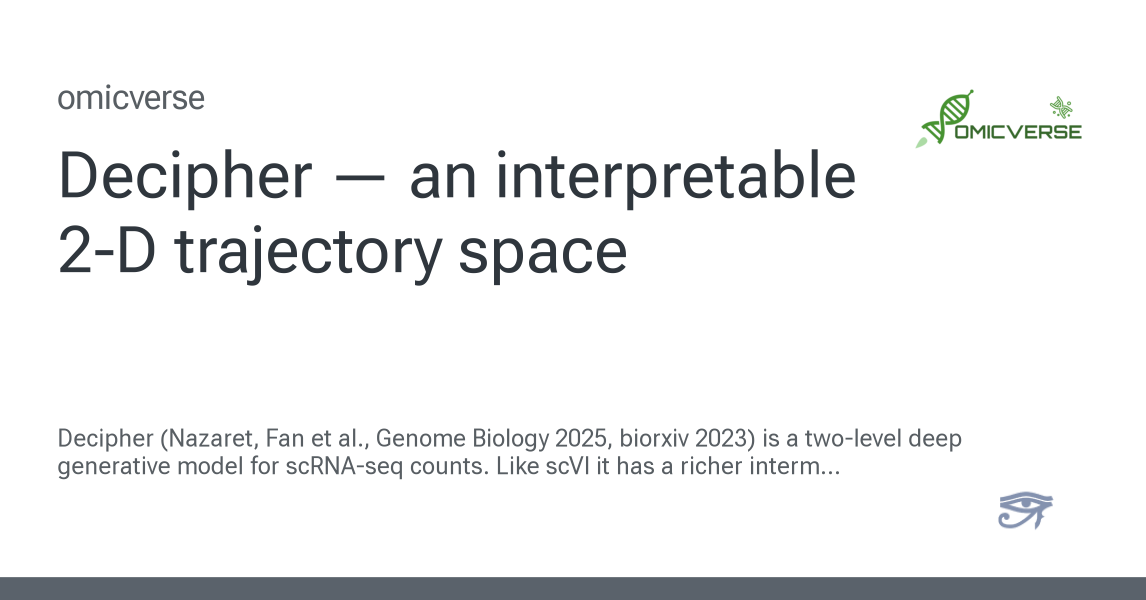 omicverse
OMICVERSE
Decipher — an interpretable
2-D trajectory space
Decipher (Nazaret, Fan et al., Genome Biology 2025, biorxiv 2023) is a two-level deep
generative model for scRNA-seq counts. Like scVI it has a richer interm...